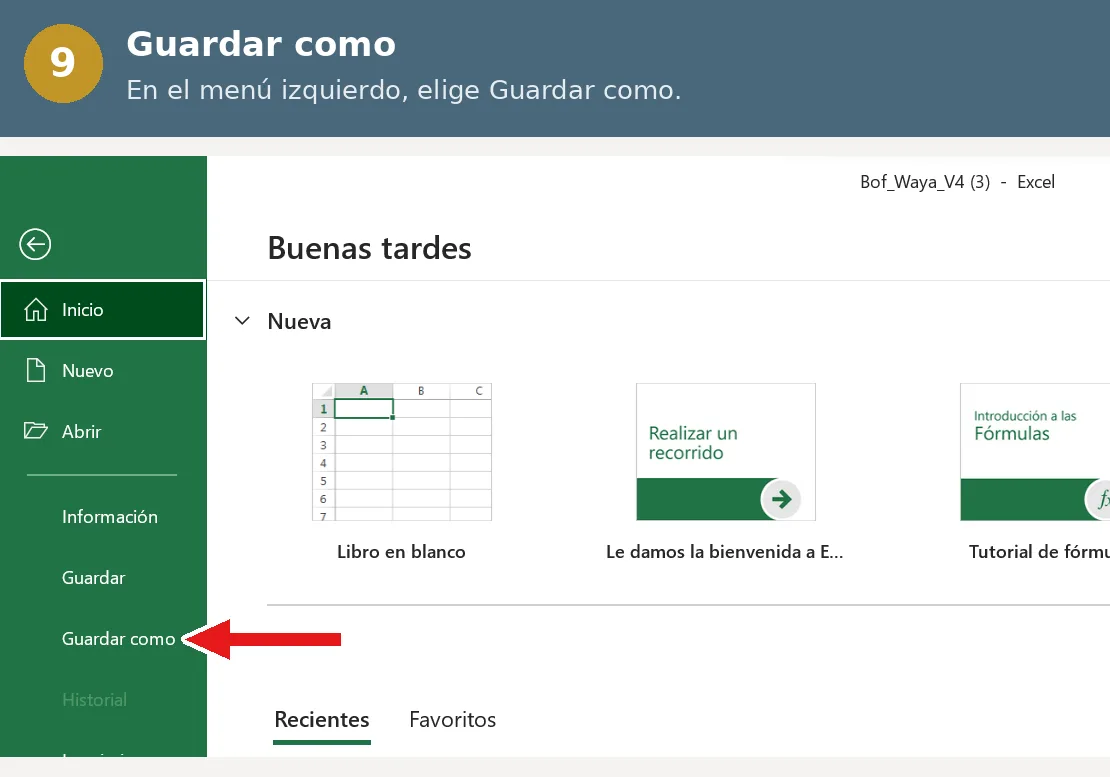 9
Guardar como
En el menú izquierdo, elige Guardar como.
Bof_Waya_V4 (3) - Excel
Buenas tardes
Inicio
Nueva
Nuevo
Abrir
A B C
1
2
3
4
5
6
7
Realizar un
recorrido
Introducción a las
Fórmulas
fx
Libro en blanco
Le damos la bienvenida a E...
Tutorial de fórmu
Información
Guardar
Guardar como
Historial
Recientes
Favoritos